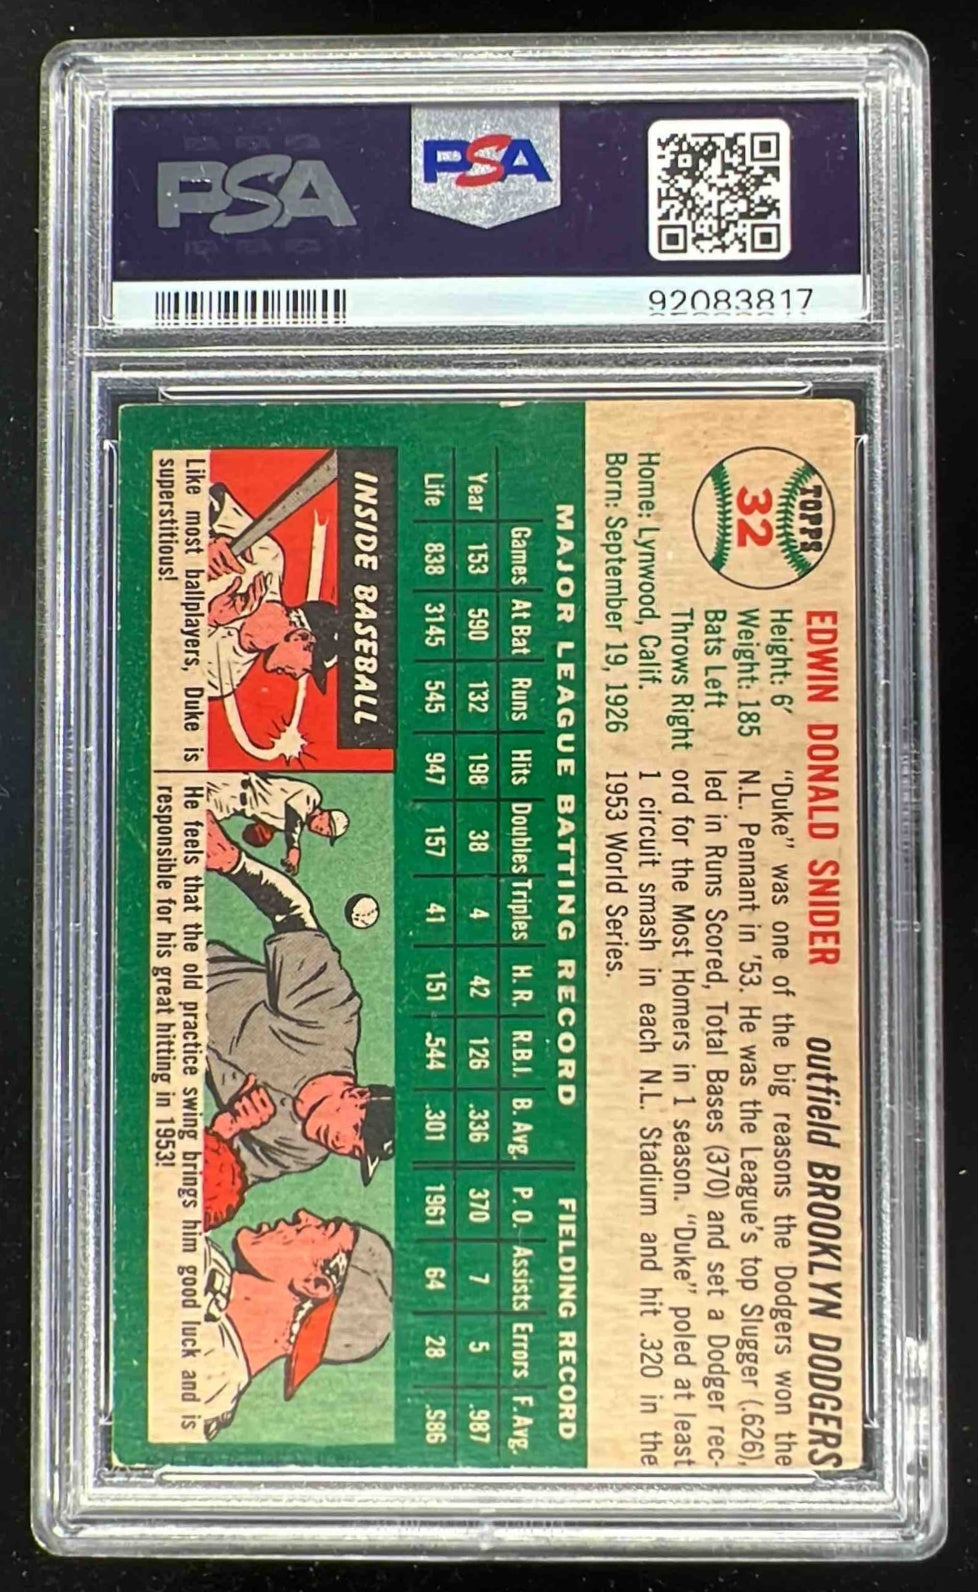 PSA
PSA
92083817
TOPPS
32
EDWIN DONALD SNIDER
outfield BROOKLYN DODGERS
Height: 6'
Weight: 185
Bats Left
Throws Right
Home: Lynwood, Calif.
Born: September 19, 1926
"Duke" was one of the big reasons the Dodgers won the
N.L. Pennant in '53. He was the League's top Slugger (.626),
led in Runs Scored, Total Bases (370) and set a Dodger rec-
ord for the Most Homers in 1 season. "Duke" poled at least
1 circuit smash in each N.L. Stadium and hit .320 in the
1953 World Series.
MAJOR LEAGUE BATTING RECORD FIELDING RECORD
Games At Bat Runs Hits Doubles Triples H. R. R.B.I. B. Avg. P. O. Assists Errors F. Avg.
Year 153 590 132 198 38 4 42 126 .336 370 7 5 .987
Life 838 3145 545 947 157 41 151 544 .301 1961 64 28 .986
INSIDE BASEBALL
Like most ballplayers, Duke is
superstitious!
He feels that the old practice swing brings him good luck and is
responsible for his great hitting in 1953!